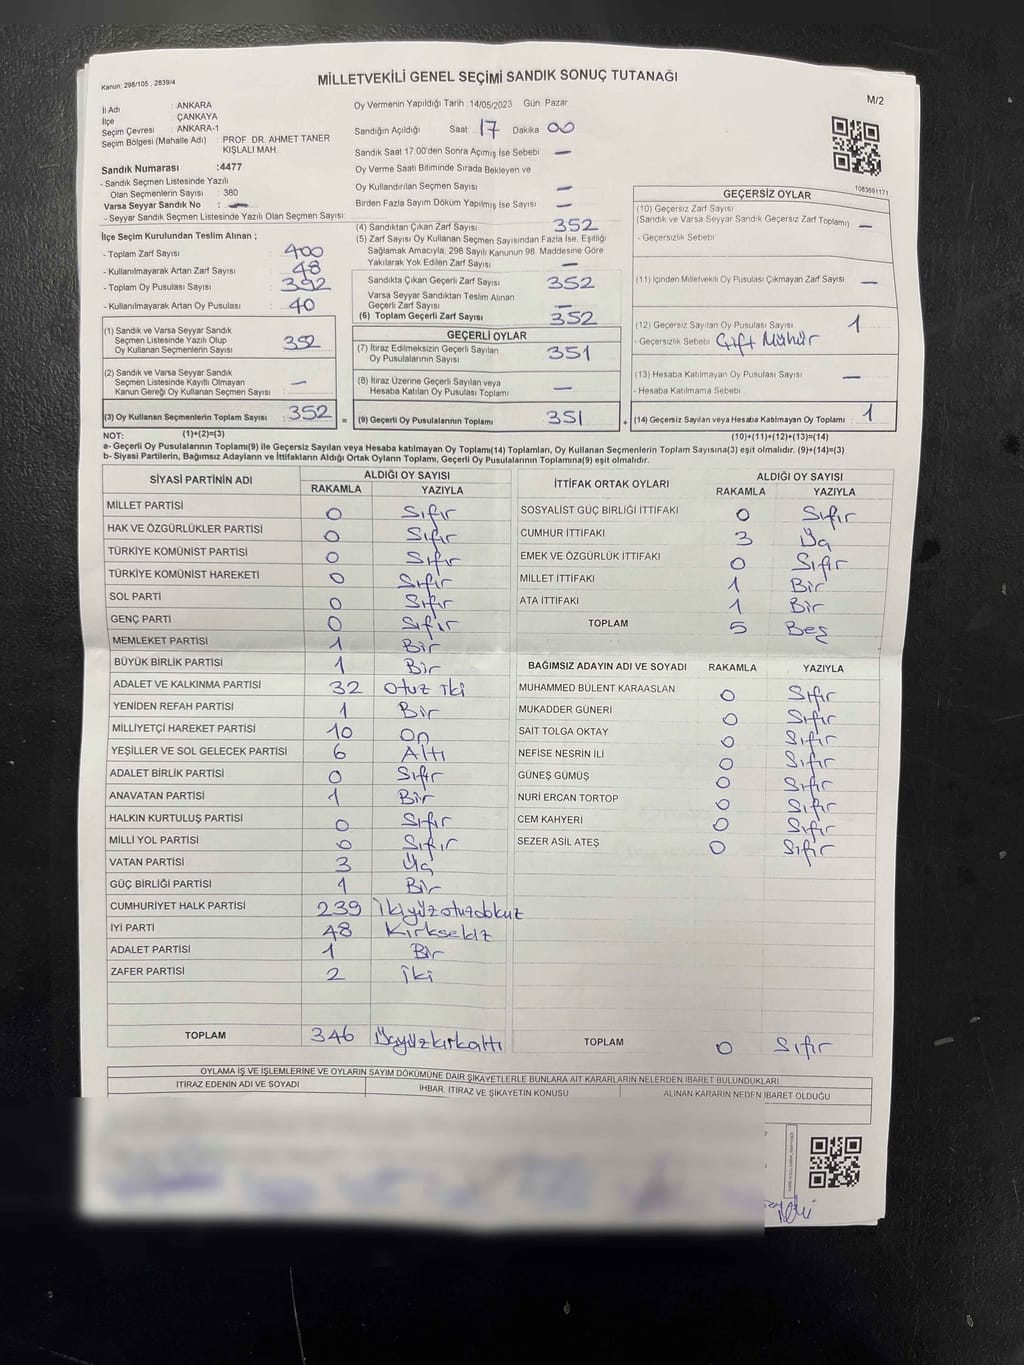 MİLLETVEKİLİ GENEL SEÇİMİ SANDIK SONUÇ TUTANAĞI
Kanun: 298/105 , 2839/4
M/2
İl Adı : ANKARA
İlçe : ÇANKAYA
Seçim Çevresi : ANKARA-1
Seçim Bölgesi (Mahalle Adı) : PROF. DR. AHMET TANER KIŞLALI MAH.
Sandık Numarası :4477
- Sandık Seçmen Listesinde Yazılı
Olan Seçmenlerin Sayısı : 380
Varsa Seyyar Sandık No : —
- Seyyar Sandık Seçmen Listesinde Yazılı Olan Seçmen Sayısı:
İlçe Seçim Kurulundan Teslim Alınan ;
- Toplam Zarf Sayısı : 400
- Kullanılmayarak Artan Zarf Sayısı : 48
- Toplam Oy Pusulası Sayısı : 392
- Kullanılmayarak Artan Oy Pusulası : 40
(1) Sandık ve Varsa Seyyar Sandık
Seçmen Listesinde Yazılı Olup
Oy Kullanan Seçmenlerin Sayısı : 352
(2) Sandık ve Varsa Seyyar Sandık
Seçmen Listesinde Kayıtlı Olmayan
Kanun Gereği Oy Kullanan Seçmen Sayısı : —
(3) Oy Kullanan Seçmenlerin Toplam Sayısı : 352 =
(1)+(2)=(3)
Oy Vermenin Yapıldığı Tarih :14/05/2023 Gün Pazar
Sandığın Açıldığı Saat : 17 Dakika 00
Sandık Saat 17:00'den Sonra Açılmış İse Sebebi —
Oy Verme Saati Bitiminde Sırada Bekleyen ve
Oy Kullandırılan Seçmen Sayısı —
Birden Fazla Sayım Döküm Yapılmış İse Sayısı : —
(4) Sandıktan Çıkan Zarf Sayısı : 352
(5) Zarf Sayısı Oy Kullanan Seçmen Sayısından Fazla İse, Eşitliği
Sağlamak Amacıyla, 298 Sayılı Kanunun 98. Maddesine Göre
Yakılarak Yok Edilen Zarf Sayısı : —
Sandıkta Çıkan Geçerli Zarf Sayısı : 352
Varsa Seyyar Sandıktan Teslim Alınan
Geçerli Zarf Sayısı : —
(6) Toplam Geçerli Zarf Sayısı : 352
GEÇERLİ OYLAR
(7) İtiraz Edilmeksizin Geçerli Sayılan
Oy Pusulalarının Sayısı : 351
(8) İtiraz Üzerine Geçerli Sayılan veya
Hesaba Katılan Oy Pusulası Toplamı : —
(9) Geçerli Oy Pusulalarının Toplamı : 351 +
1083691171
GEÇERSİZ OYLAR
(10) Geçersiz Zarf Sayısı
(Sandık ve Varsa Seyyar Sandık Geçersiz Zarf Toplamı) —
- Geçersizlik Sebebi :
(11) İçinden Milletvekili Oy Pusulası Çıkmayan Zarf Sayısı : —
(12) Geçersiz Sayılan Oy Pusulası Sayısı : 1
- Geçersizlik Sebebi : Çift Mühür
(13) Hesaba Katılmayan Oy Pusulası Sayısı : —
- Hesaba Katılmama Sebebi :
(14) Geçersiz Sayılan veya Hesaba Katılmayan Oy Toplamı : 1
(10)+(11)+(12)+(13)=(14)
NOT:
a- Geçerli Oy Pusulalarının Toplamı(9) ile Geçersiz Sayılan veya Hesaba katılmayan Oy Toplamı(14) Toplamları, Oy Kullanan Seçmenlerin Toplam Sayısına(3) eşit olmalıdır. (9)+(14)=(3)
b- Siyasi Partilerin, Bağımsız Adayların ve İttifakların Aldığı Ortak Oyların Toplamı, Geçerli Oy Pusulalarının Toplamına(9) eşit olmalıdır.
SİYASİ PARTİNİN ADI ALDIĞI OY SAYISI
RAKAMLA YAZIYLA
MİLLET PARTİSİ 0 Sıfır
HAK VE ÖZGÜRLÜKLER PARTİSİ 0 Sıfır
TÜRKİYE KOMÜNİST PARTİSİ 0 Sıfır
TÜRKİYE KOMÜNİST HAREKETİ 0 Sıfır
SOL PARTİ 0 Sıfır
GENÇ PARTİ 0 Sıfır
MEMLEKET PARTİSİ 1 Bir
BÜYÜK BİRLİK PARTİSİ 1 Bir
ADALET VE KALKINMA PARTİSİ 32 Otuz iki
YENİDEN REFAH PARTİSİ 1 Bir
MİLLİYETÇİ HAREKET PARTİSİ 10 On
YEŞİLLER VE SOL GELECEK PARTİSİ 6 Altı
ADALET BİRLİK PARTİSİ 0 Sıfır
ANAVATAN PARTİSİ 1 Bir
HALKIN KURTULUŞ PARTİSİ 0 Sıfır
MİLLİ YOL PARTİSİ 0 Sıfır
VATAN PARTİSİ 3 Üç
GÜÇ BİRLİĞİ PARTİSİ 1 Bir
CUMHURİYET HALK PARTİSİ 239 İkiyüzotuzdokuz
İYİ PARTİ 48 Kırksekiz
ADALET PARTİSİ 1 Bir
ZAFER PARTİSİ 2 İki
TOPLAM 346 Üçyüzkırkaltı
İTTİFAK ORTAK OYLARI ALDIĞI OY SAYISI
RAKAMLA YAZIYLA
SOSYALİST GÜÇ BİRLİĞİ İTTİFAKI 0 Sıfır
CUMHUR İTTİFAKI 3 Üç
EMEK VE ÖZGÜRLÜK İTTİFAKI 0 Sıfır
MİLLET İTTİFAKI 1 Bir
ATA İTTİFAKI 1 Bir
TOPLAM 5 Beş
BAĞIMSIZ ADAYIN ADI VE SOYADI RAKAMLA YAZIYLA
MUHAMMED BÜLENT KARAASLAN 0 Sıfır
MUKADDER GÜNERİ 0 Sıfır
SAİT TOLGA OKTAY 0 Sıfır
NEFİSE NESRİN İLİ 0 Sıfır
GÜNEŞ GÜMÜŞ 0 Sıfır
NURİ ERCAN TORTOP 0 Sıfır
CEM KAHYERİ 0 Sıfır
SEZER ASİL ATEŞ 0 Sıfır
TOPLAM 0 Sıfır
OYLAMA İŞ VE İŞLEMLERİNE VE OYLARIN SAYIM DÖKÜMÜNE DAİR ŞİKAYETLERLE BUNLARA AİT KARARLARIN NELERDEN İBARET BULUNDUKLARI
İTİRAZ EDENİN ADI VE SOYADI İHBAR, İTİRAZ VE ŞİKAYETİN KONUSU ALINAN KARARIN NEDEN İBARET OLDUĞU